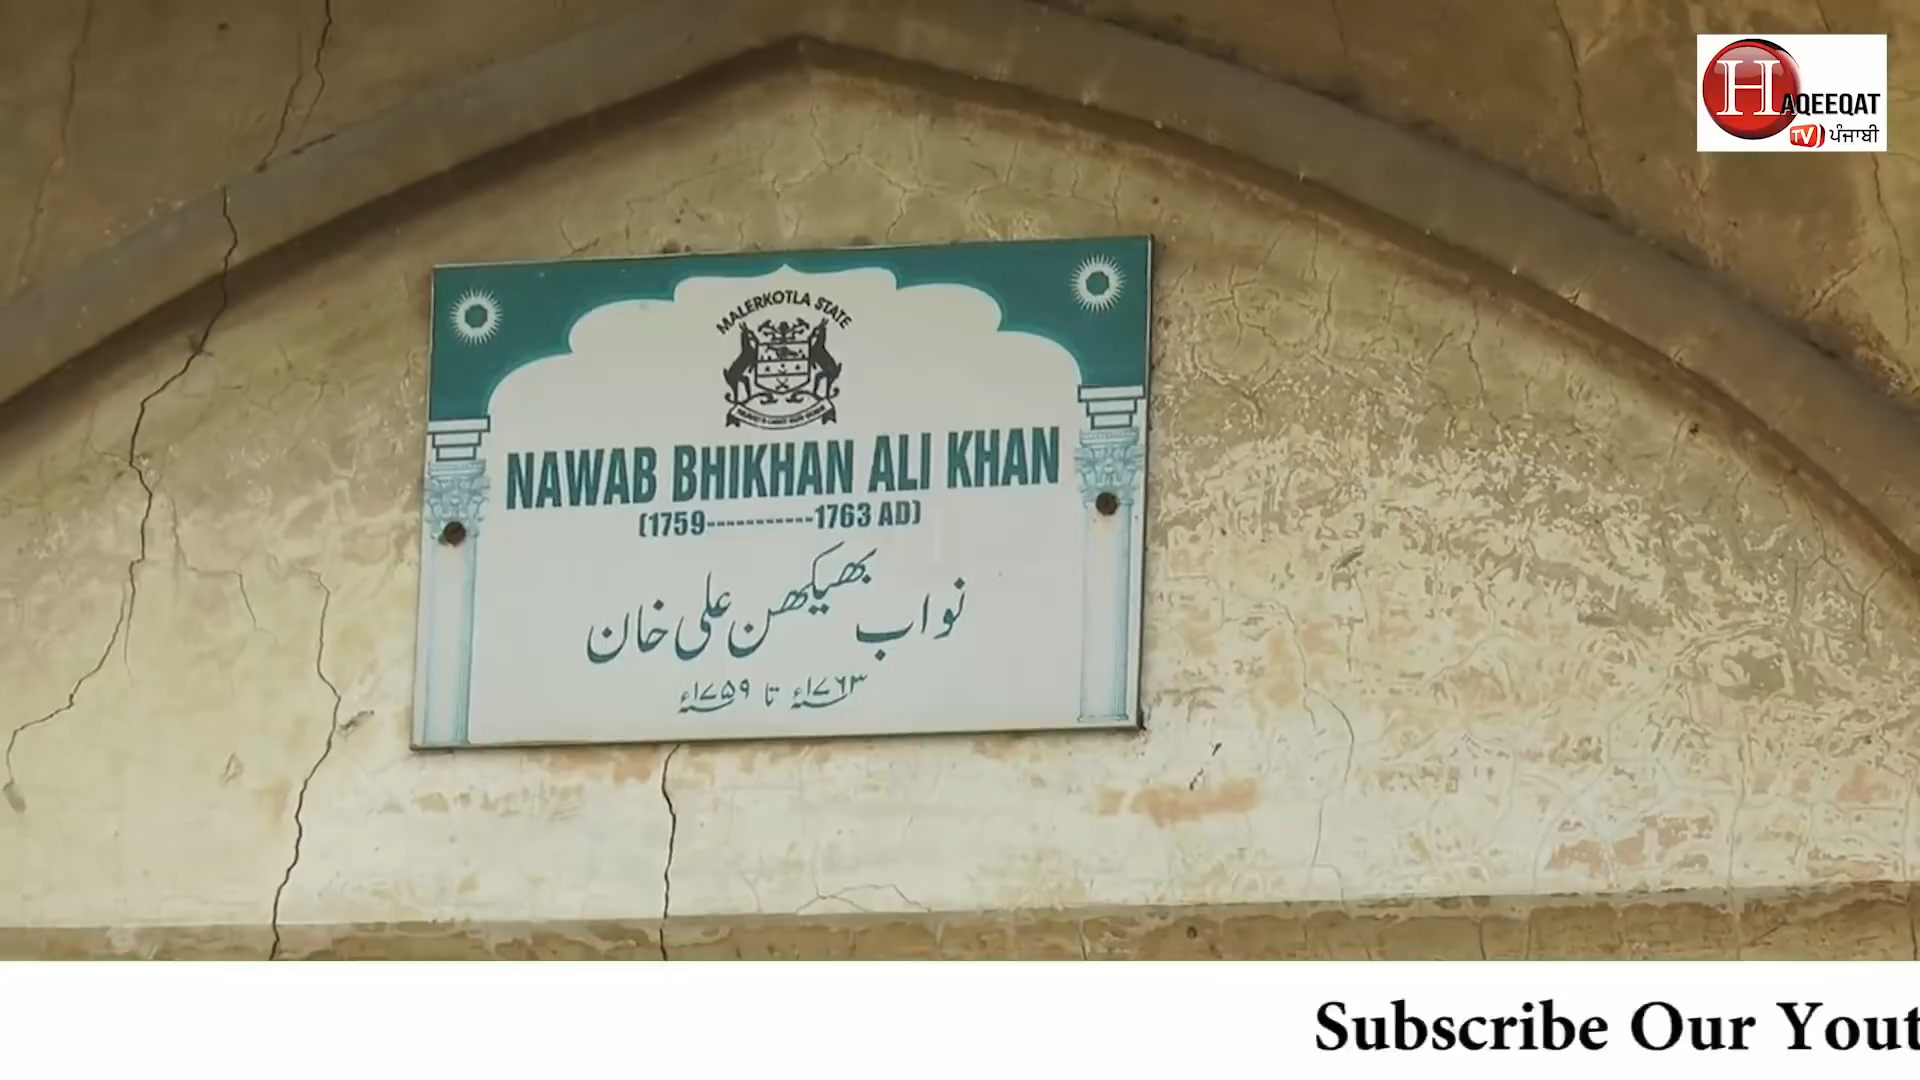 HAQEEQAT
TV ਪੰਜਾਬੀ
MALERKOTLA STATE
NAWAB BHIKHAN ALI KHAN
(1759-----------1763 AD)
نواب بھیکھن علی خان
۱۷۵۹ء تا ۱۷۶۳ء
Subscribe Our Yout